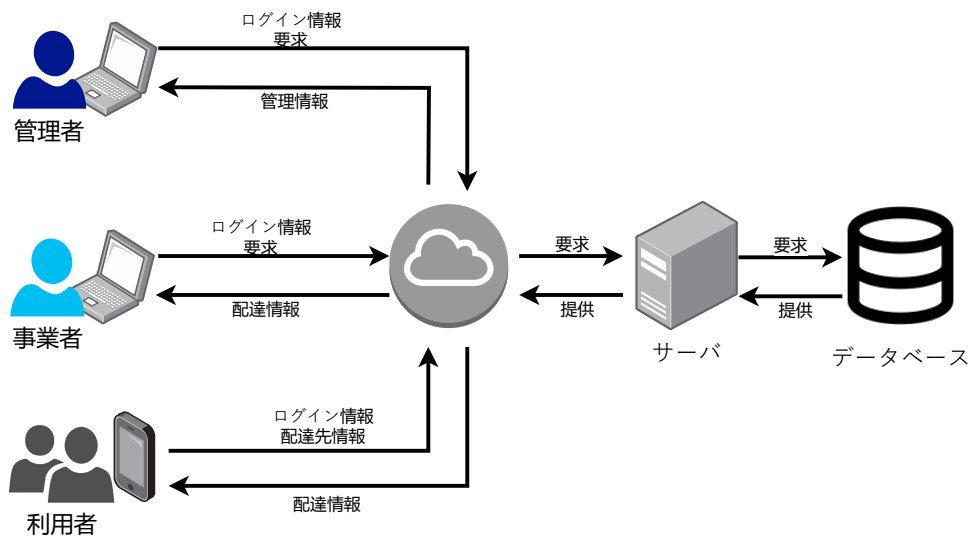 ログイン情報
要求
管理情報
管理者
ログイン情報
要求
配達情報
事業者
要求
提供
サーバ
要求
提供
データベース
ログイン情報
配達先情報
配達情報
利用者